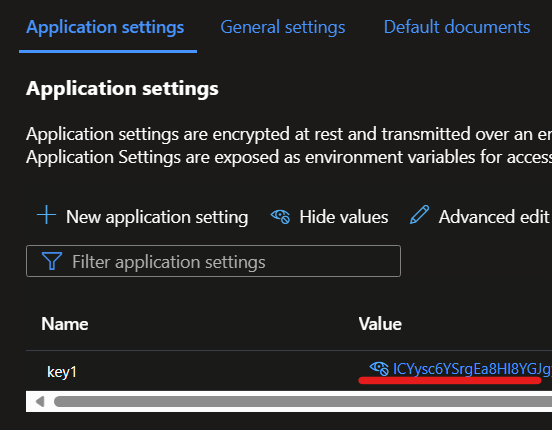 Application settings General settings Default documents
Application settings
Application settings are encrypted at rest and transmitted over an en
Application Settings are exposed as environment variables for access
New application setting Hide values Advanced edit
Filter application settings
Name Value
key1 ICYysc6YSrgEa8HI8YGJg